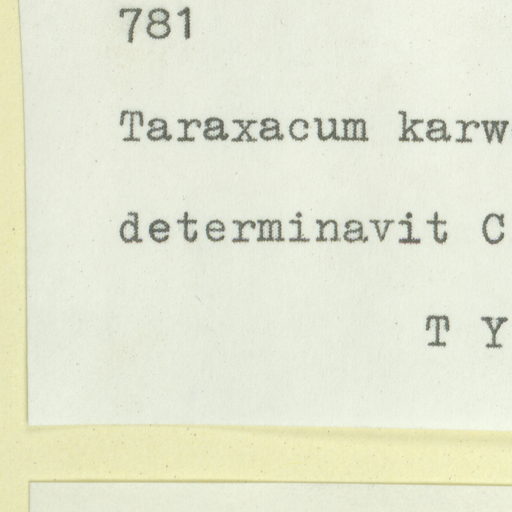 781
Taraxacum karw
determinavit C
T Y